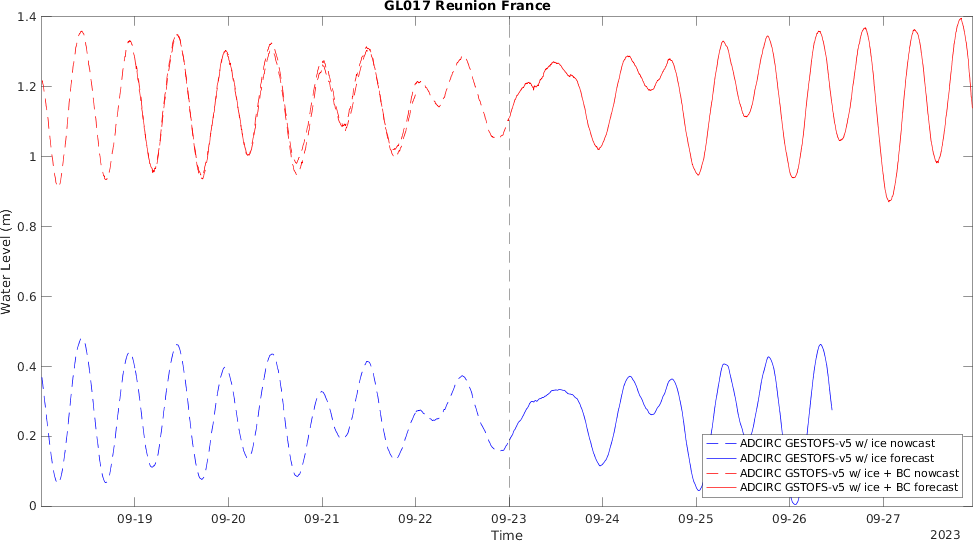 GL017 Reunion France
1.4
1.2
1
0.8
0.6
0.4
0.2
0
Water Level (m)
ADCIRC GESTOFS-v5 w/ ice nowcast
ADCIRC GESTOFS-v5 w/ ice forecast
ADCIRC GSTOFS-v5 w/ ice + BC nowcast
ADCIRC GSTOFS-v5 w/ ice + BC forecast
09-19 09-20 09-21 09-22 09-23 09-24 09-25 09-26 09-27
Time
2023